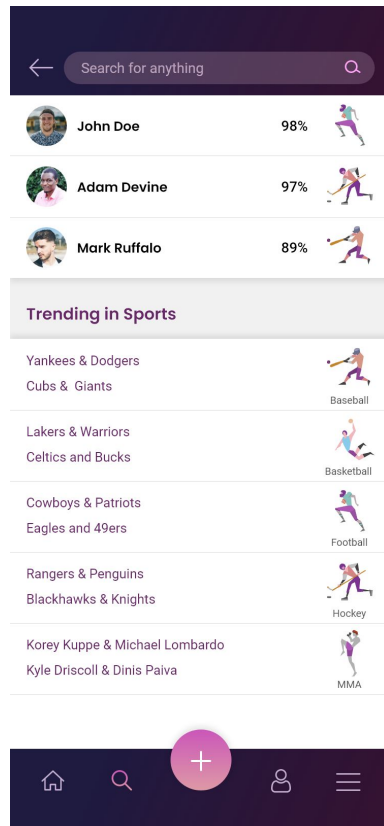 Search for anything
John Doe 98%
Adam Devine 97%
Mark Ruffalo 89%
Trending in Sports
Yankees & Dodgers
Cubs &  Giants
Baseball
Lakers & Warriors
Celtics and Bucks
Basketball
Cowboys & Patriots
Eagles and 49ers
Football
Rangers & Penguins
Blackhawks & Knights
Hockey
Korey Kuppe & Michael Lombardo
Kyle Driscoll & Dinis Paiva
MMA